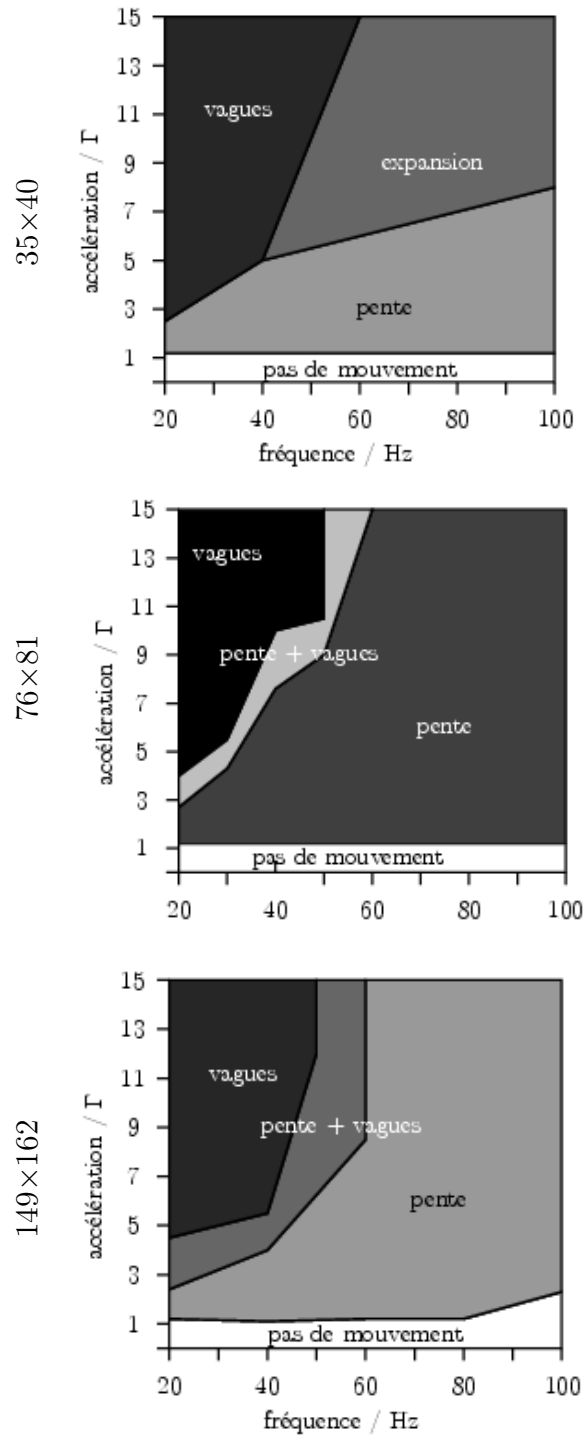 35×40
accélération / Γ
15
13
11
9
7
5
3
1
vagues
expansion
pente
pas de mouvement
20 40 60 80 100
fréquence / Hz
76×81
accélération / Γ
15
13
11
9
7
5
3
1
vagues
pente + vagues
pente
pas de mouvement
20 40 60 80 100
149×162
accélération / Γ
15
13
11
9
7
5
3
1
vagues
pente + vagues
pente
pas de mouvement
20 40 60 80 100
fréquence / Hz